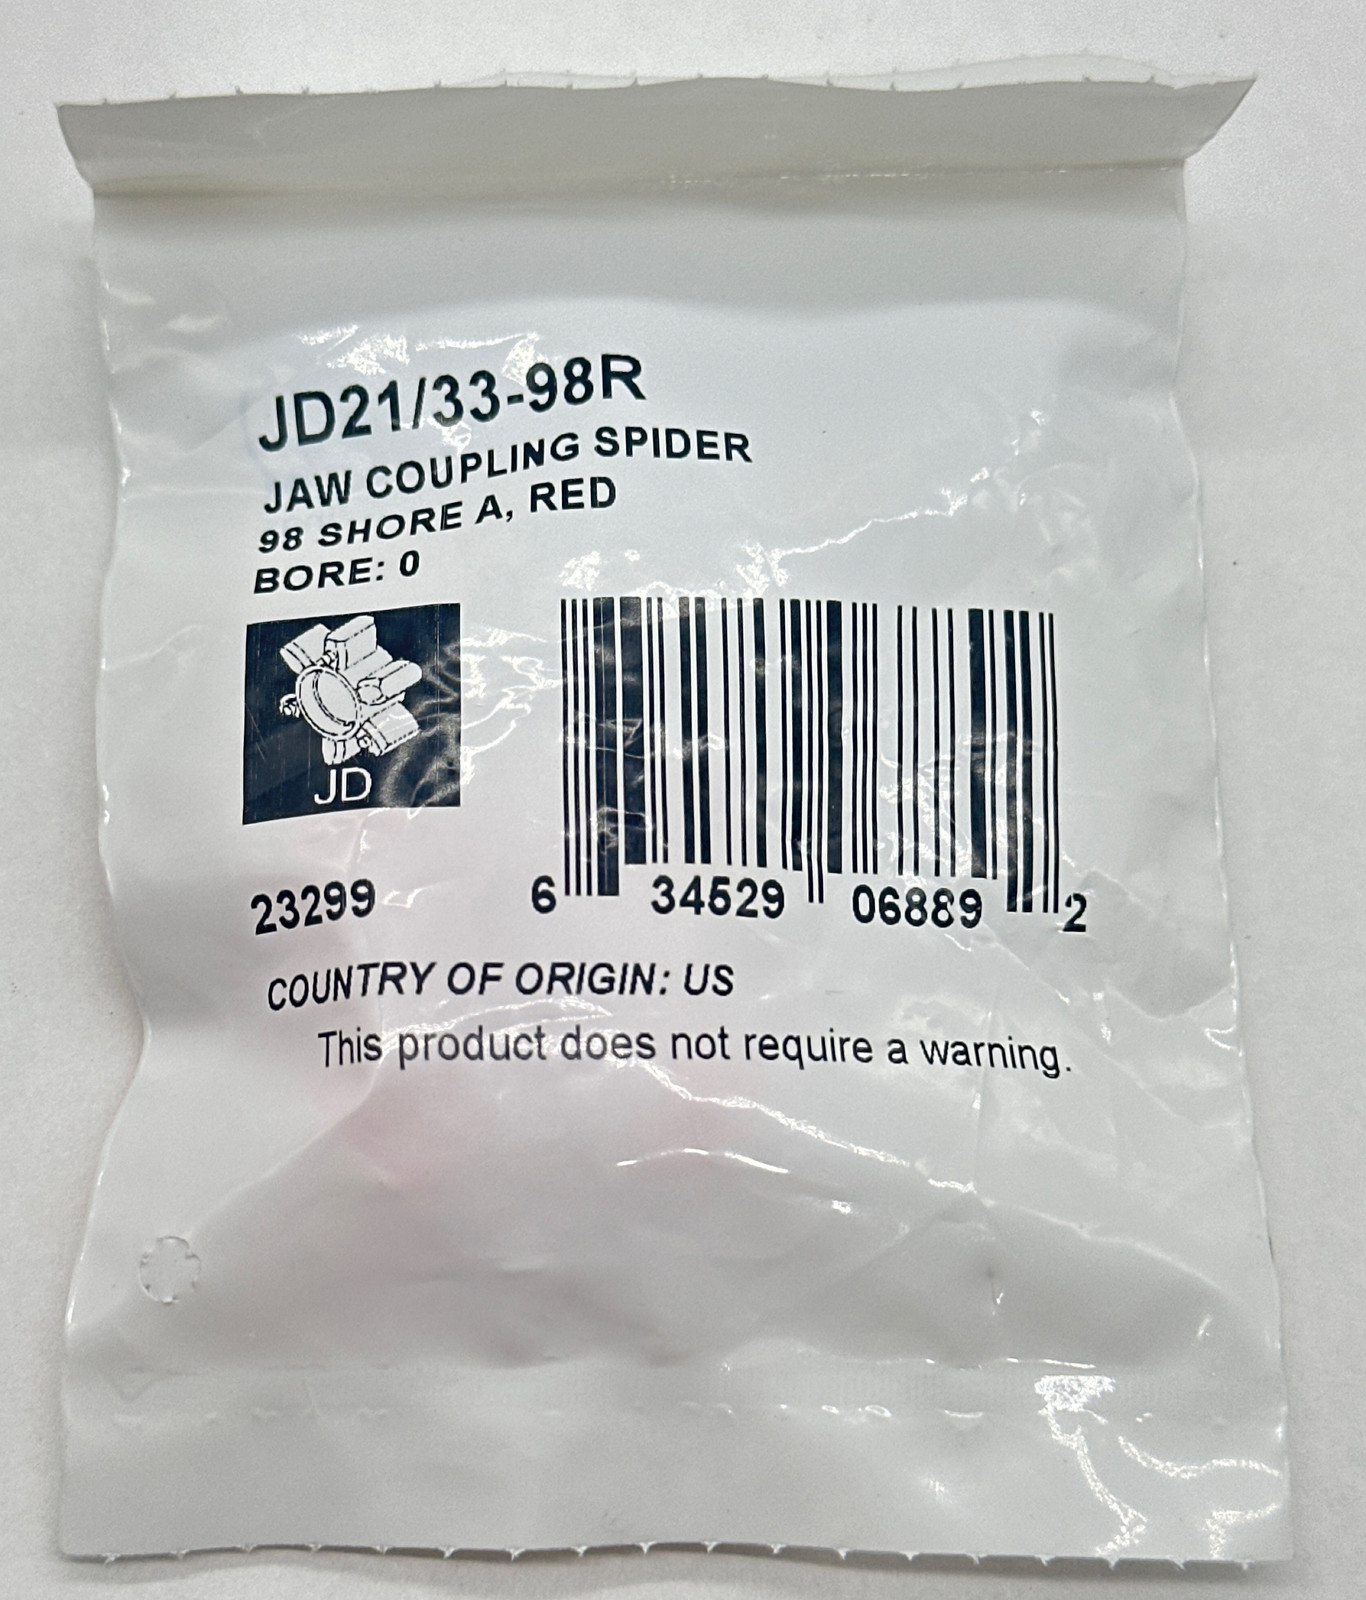 JD21/33-98R
JAW COUPLING SPIDER
98 SHORE A, RED
BORE: 0
JD
23299
6 34529 06889 2
COUNTRY OF ORIGIN: US
This product does not require a warning.